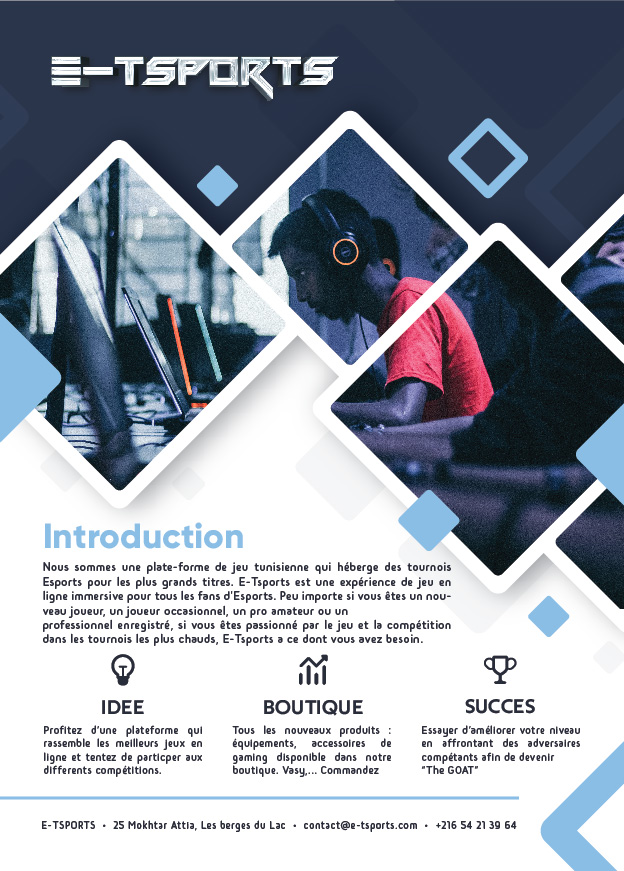 E-TSPORTS
Introduction
Nous sommes une plate-forme de jeu tunisienne qui héberge des tournois
Esports pour les plus grands titres. E-Tsports est une expérience de jeu en
ligne immersive pour tous les fans d'Esports. Peu importe si vous êtes un nou-
veau joueur, un joueur occasionnel, un pro amateur ou un
professionnel enregistré, si vous êtes passionné par le jeu et la compétition
dans les tournois les plus chauds, E-Tsports a ce dont vous avez besoin.
IDEE
Profitez d'une plateforme qui
rassemble les meilleurs jeux en
ligne et tentez de particper aux
differents compétitions.
BOUTIQUE
Tous les nouveaux produits :
équipements, accessoires de
gaming disponible dans notre
boutique. Vasy,... Commandez
SUCCES
Essayer d'améliorer votre niveau
en affrontant des adversaires
compétants afin de devenir
"The GOAT"
E-TSPORTS • 25 Mokhtar Attia, Les berges du Lac • contact@e-tsports.com • +216 54 21 39 64